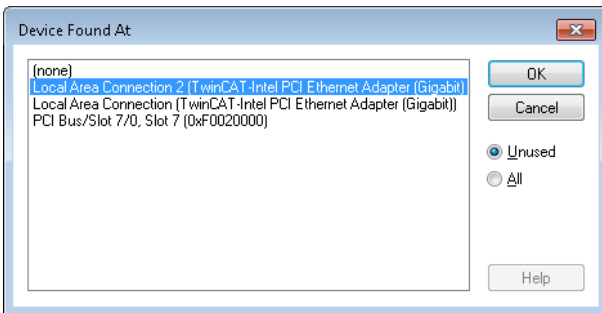 Device Found At
(none)
Local Area Connection 2 (TwinCAT-Intel PCI Ethernet Adapter (Gigabit)
Local Area Connection (TwinCAT-Intel PCI Ethernet Adapter (Gigabit))
PCI Bus/Slot 7/0, Slot 7 (0xF0020000)
OK
Cancel
Unused
All
Help